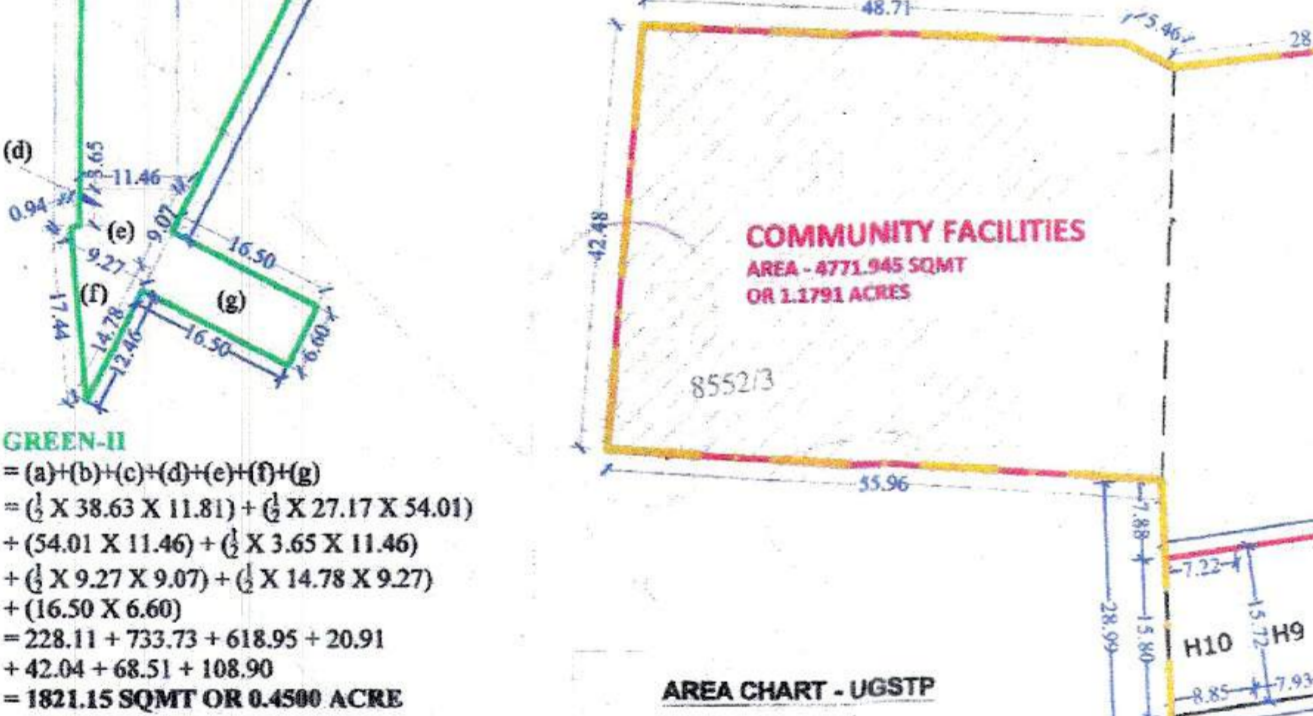 48.71
5.46
28
(d)
3.65
11.46
0.94
(e)
9.07
16.50
9.27
(f)
(g)
17.44
14.78
12.46
16.50
6.60
42.48
COMMUNITY FACILITIES
AREA - 4771.945 SQMT
OR 1.1791 ACRES
8552/3
55.96
GREEN-II
= (a)+(b)+(c)+(d)+(e)+(f)+(g)
= (½ X 38.63 X 11.81) + (½ X 27.17 X 54.01)
+ (54.01 X 11.46) + (½ X 3.65 X 11.46)
+ (½ X 9.27 X 9.07) + (½ X 14.78 X 9.27)
+ (16.50 X 6.60)
= 228.11 + 733.73 + 618.95 + 20.91
+ 42.04 + 68.51 + 108.90
= 1821.15 SQMT OR 0.4500 ACRE
7.88
7.22
28.99
15.80
15.72
H10
H9
8.85
7.93
AREA CHART - UGSTP